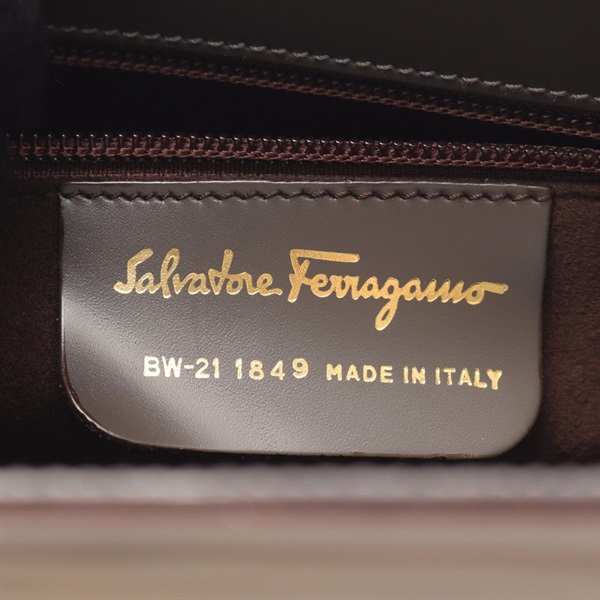 Salvatore Ferragamo
BW-21 1849 MADE IN ITALY